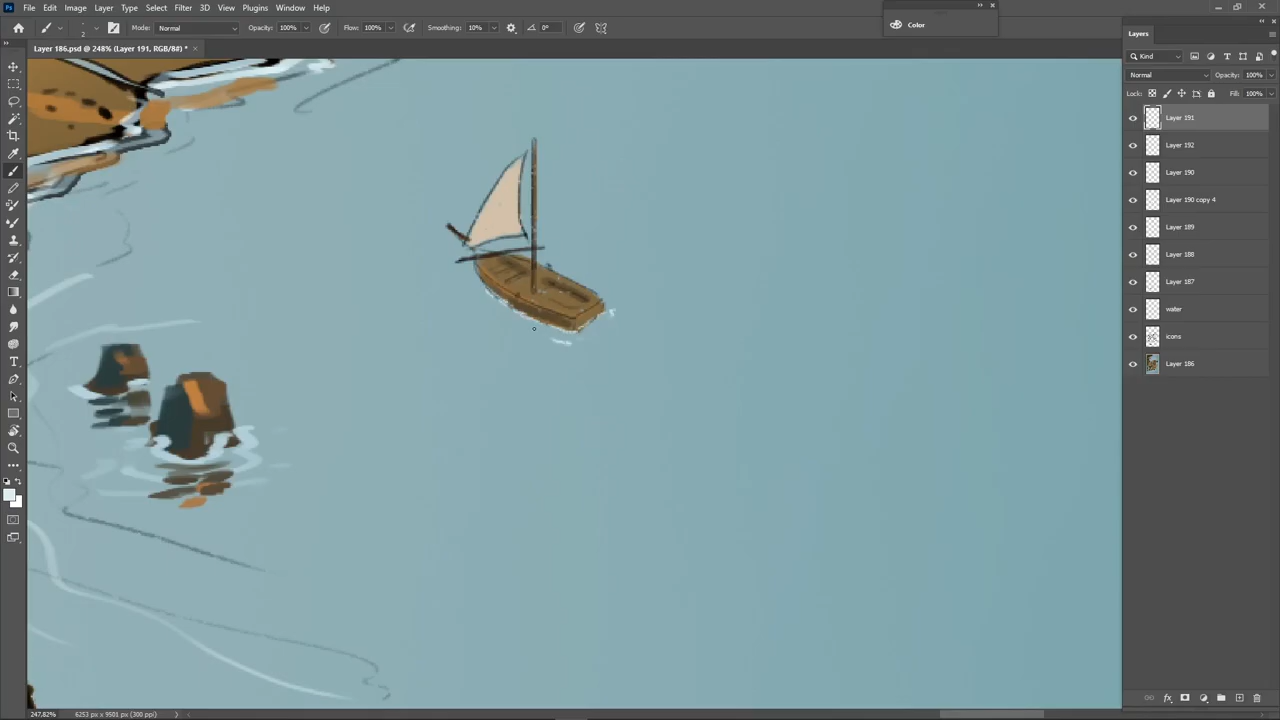 File Edit Image Layer Type Select Filter 3D View Plugins Window Help
Color
2 Mode: Normal Opacity: 100% Flow: 100% Smoothing: 10% 0°
Layer 186.psd @ 248% (Layer 191, RGB/8#) *
Layers
Kind
Normal Opacity: 100%
Lock: Fill: 100%
Layer 191
Layer 192
Layer 190
Layer 190 copy 4
Layer 189
Layer 188
Layer 187
water
icons
Layer 186
247,82% 6253 px x 9501 px (300 ppi)